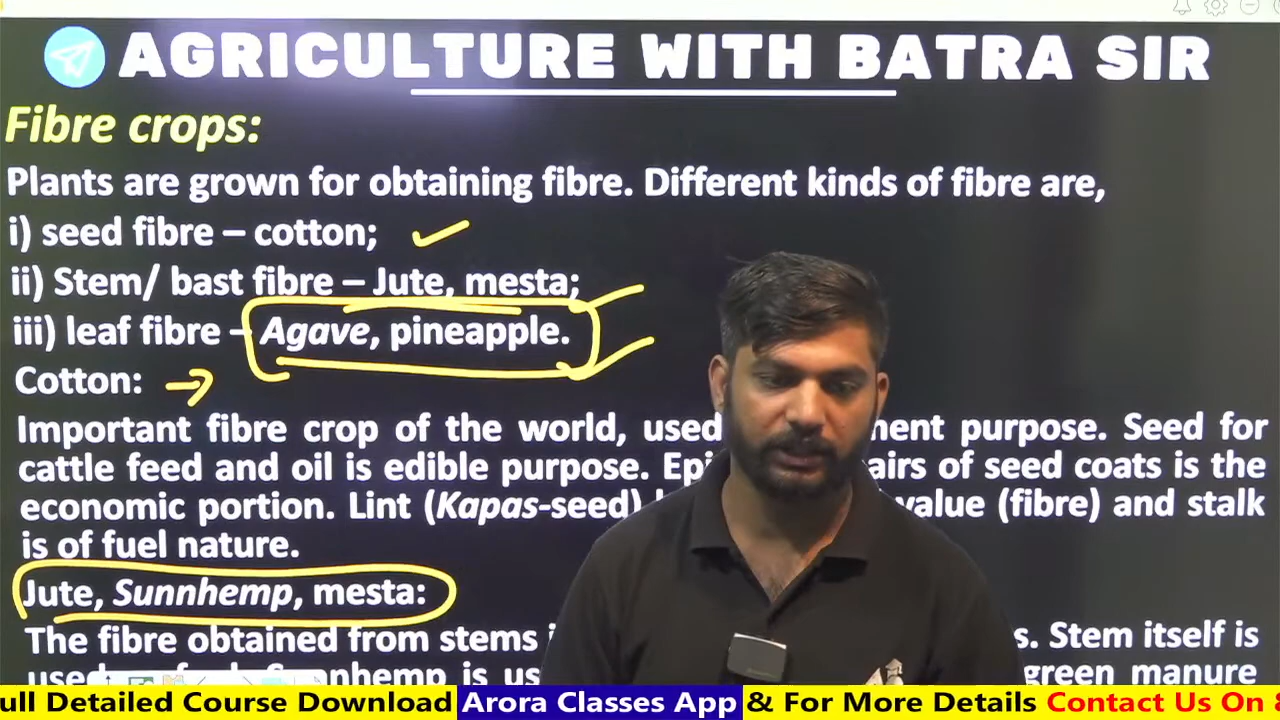 AGRICULTURE WITH BATRA SIR
Fibre crops:
Plants are grown for obtaining fibre. Different kinds of fibre are,
i) seed fibre – cotton;
ii) Stem/ bast fibre – Jute, mesta;
iii) leaf fibre – Agave, pineapple.
Cotton:
Important fibre crop of the world, used purpose. Seed for
cattle feed and oil is edible purpose. of seed coats is the
economic portion. Lint (Kapas-seed) value (fibre) and stalk
is of fuel nature.
Jute, Sunnhemp, mesta:
The fibre obtained from stems Stem itself is
is green manure
Detailed Course Download Arora Classes App & For More Details Contact Us On